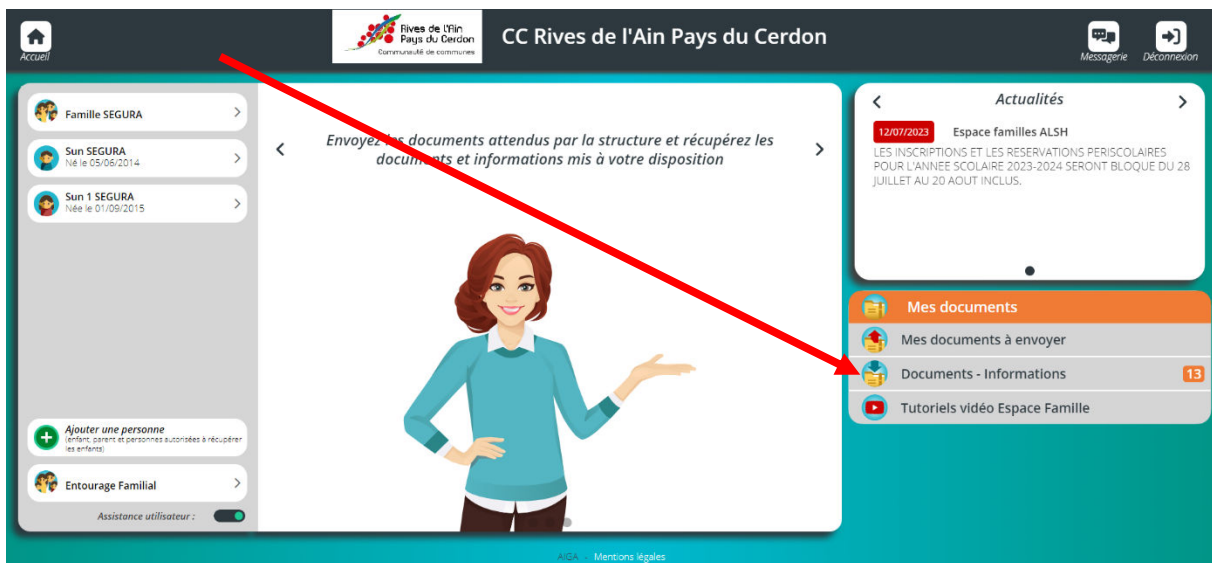 Accueil
Rives de l'Ain
Pays du Cerdon
Communauté de communes
CC Rives de l'Ain Pays du Cerdon
Messagerie
Déconnexion
Famille SEGURA
Sun SEGURA
Né le 05/06/2014
Sun 1 SEGURA
Née le 01/09/2015
Ajouter une personne
(enfant, parent et personnes autorisées à récupérer
les enfants)
Entourage Familial
Assistance utilisateur :
Envoyez les documents attendus par la structure et récupérez les
documents et informations mis à votre disposition
Actualités
12/07/2023 Espace familles ALSH
LES INSCRIPTIONS ET LES RESERVATIONS PERISCOLAIRES
POUR L'ANNEE SCOLAIRE 2023-2024 SERONT BLOQUE DU 28
JUILLET AU 20 AOUT INCLUS.
Mes documents
Mes documents à envoyer
Documents - Informations 13
Tutoriels vidéo Espace Famille
AIGA - Mentions légales